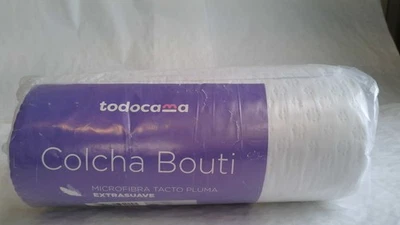 todocama
Colcha Bouti
MICROFIBRA TACTO PLUMA
EXTRASUAVE